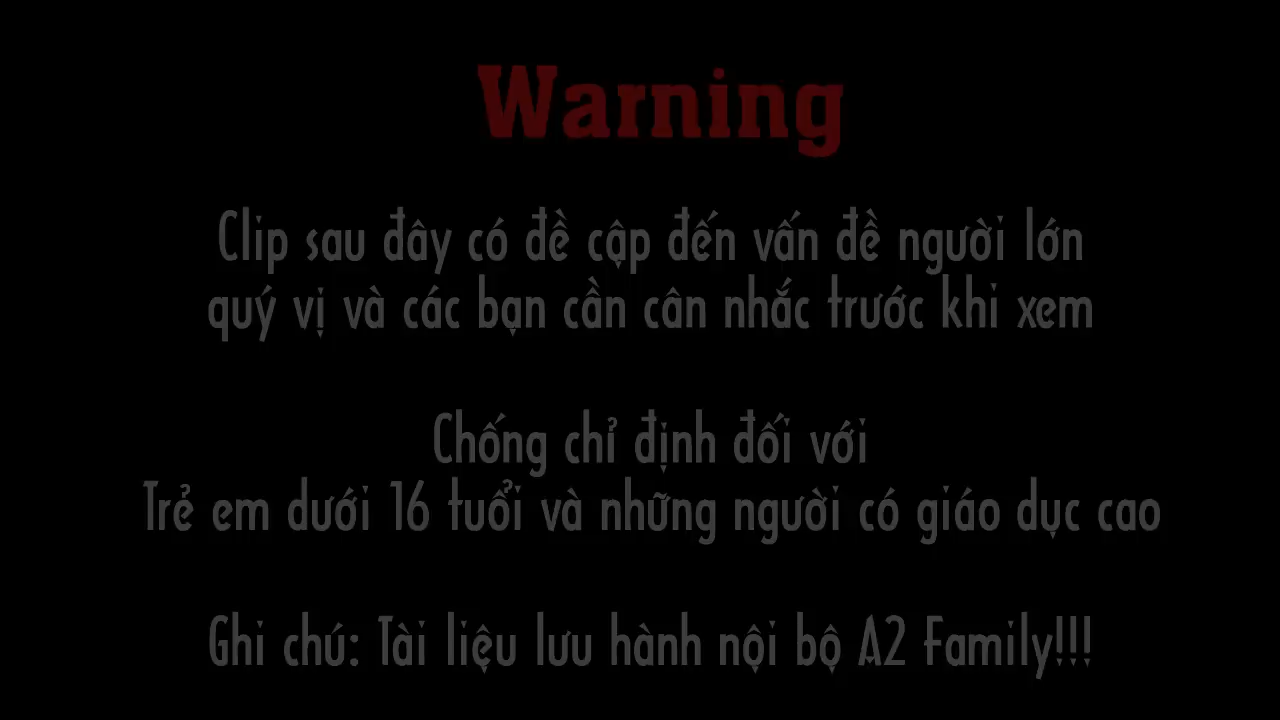 Warning
Clip sau đây có đề cập đến vấn đề người lớn
quý vị và các bạn cần cân nhắc trước khi xem
Chống chỉ định đối với
Trẻ em dưới 16 tuổi và những người có giáo dục cao
Ghi chú: Tài liệu lưu hành nội bộ A2 Family!!!